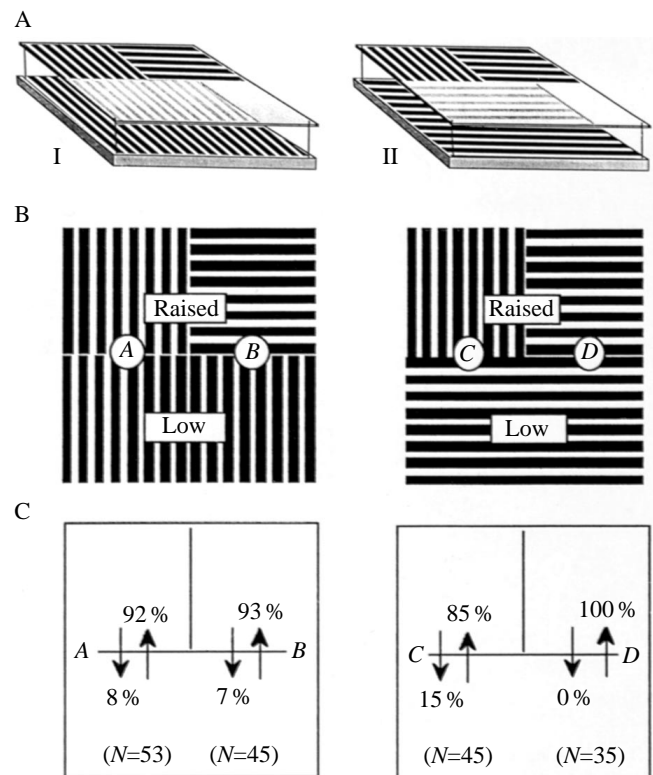 A
I II
B
Raised Raised
A B C D
Low Low
C
92 % 93 % 85 % 100 %
A B C D
8 % 7 % 15 % 0 %
(N=53) (N=45) (N=45) (N=35)